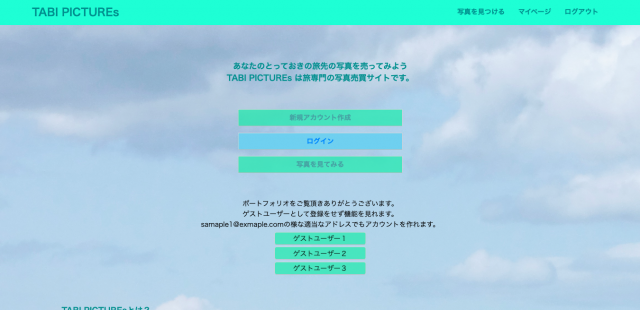 TABI PICTUREs
写真を見つける マイページ ログアウト
あなたのとっておきの旅先の写真を売ってみよう
TABI PICTUREs は旅専門の写真売買サイトです。
新規アカウント作成
ログイン
写真を見てみる
ポートフォリオをご覧頂きありがとうございます。
ゲストユーザーとして登録をせず機能を見れます。
samaple1@exmaple.comの様な適当なアドレスでもアカウントを作れます。
ゲストユーザー１
ゲストユーザー２
ゲストユーザー３
TABI PICTUREsとは？